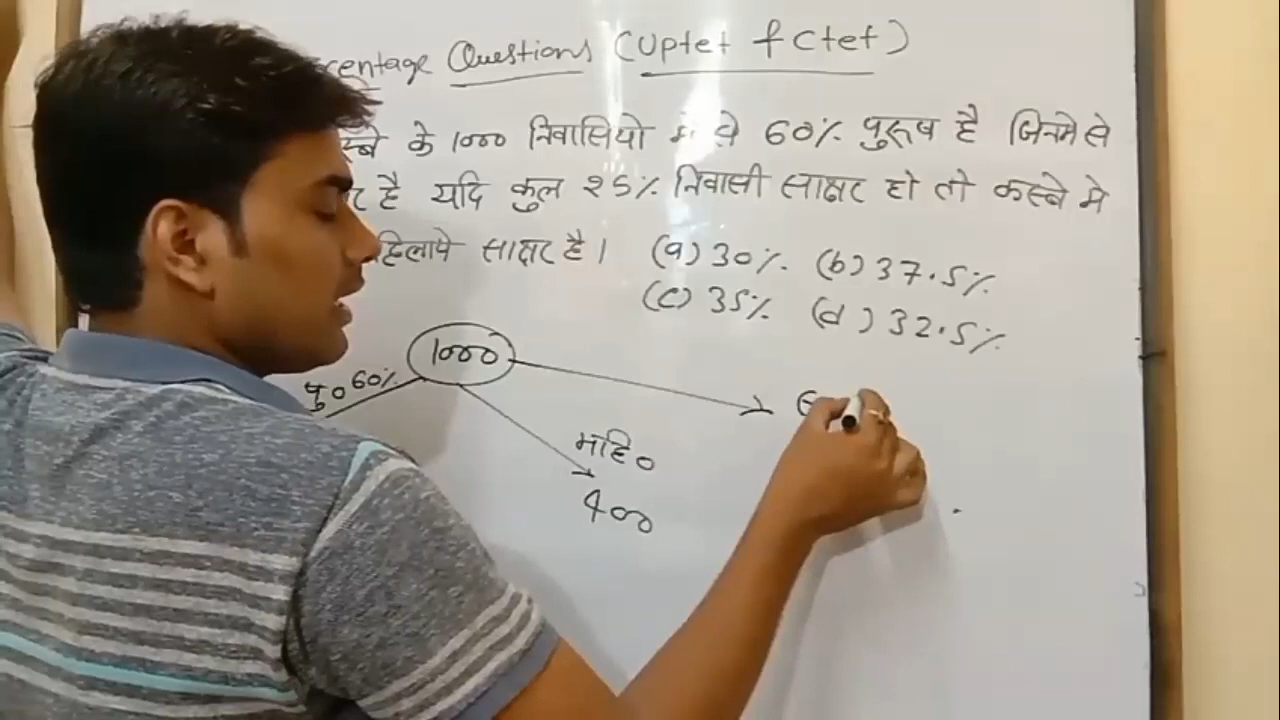 Questions (Uptet f Ctet)
के 1000 निवासियो मे से 60% पुरूष है जिनमे से
है यदि कुल 25% निवासी साक्षर हो तो कस्बे मे
साक्षर है। (a) 30% (b) 37.5%
(c) 35% (d) 32.5%
1000
पु० 60%
महि०
400